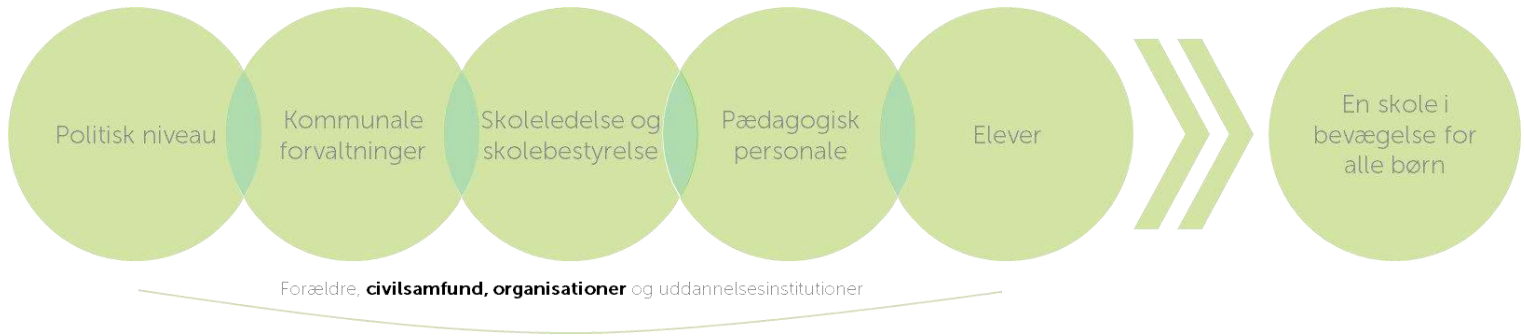 Politisk niveau
Kommunale
forvaltninger
Skoleledelse og
skolebestyrelse
Pædagogisk
personale
Elever
En skole i
bevægelse for
alle børn
Forældre, civilsamfund, organisationer og uddannelsesinstitutioner